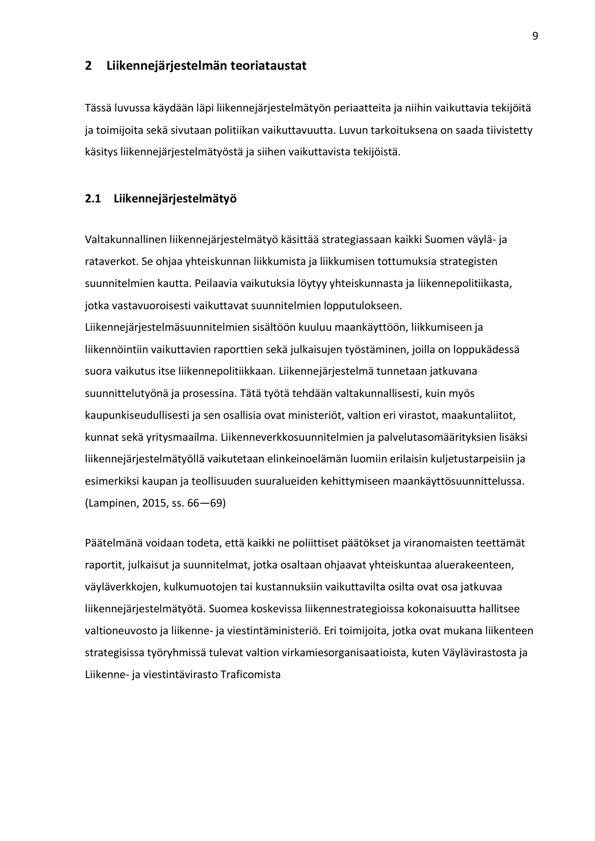 9
2 Liikennejärjestelmän teoriataustat
Tässä luvussa käydään läpi liikennejärjestelmätyön periaatteita ja niihin vaikuttavia tekijöitä
ja toimijoita sekä sivutaan politiikan vaikuttavuutta. Luvun tarkoituksena on saada tiivistetty
käsitys liikennejärjestelmätyöstä ja siihen vaikuttavista tekijöistä.
2.1 Liikennejärjestelmätyö
Valtakunnallinen liikennejärjestelmätyö käsittää strategiassaan kaikki Suomen väylä- ja
rataverkot. Se ohjaa yhteiskunnan liikkumista ja liikkumisen tottumuksia strategisten
suunnitelmien kautta. Peilaavia vaikutuksia löytyy yhteiskunnasta ja liikennepolitiikasta,
jotka vastavuoroisesti vaikuttavat suunnitelmien lopputulokseen.
Liikennejärjestelmäsuunnitelmien sisältöön kuuluu maankäyttöön, liikkumiseen ja
liikennöintiin vaikuttavien raporttien sekä julkaisujen työstäminen, joilla on loppukädessä
suora vaikutus itse liikennepolitiikkaan. Liikennejärjestelmä tunnetaan jatkuvana
suunnittelutyönä ja prosessina. Tätä työtä tehdään valtakunnallisesti, kuin myös
kaupunkiseudullisesti ja sen osallisia ovat ministeriöt, valtion eri virastot, maakuntaliitot,
kunnat sekä yritysmaailma. Liikenneverkkosuunnitelmien ja palvelutasomäärityksien lisäksi
liikennejärjestelmätyöllä vaikutetaan elinkeinoelämän luomiin erilaisin kuljetustarpeisiin ja
esimerkiksi kaupan ja teollisuuden suuralueiden kehittymiseen maankäyttösuunnittelussa.
(Lampinen, 2015, ss. 66—69)
Päätelmänä voidaan todeta, että kaikki ne poliittiset päätökset ja viranomaisten teettämät
raportit, julkaisut ja suunnitelmat, jotka osaltaan ohjaavat yhteiskuntaa aluerakenteen,
väyläverkkojen, kulkumuotojen tai kustannuksiin vaikuttavilta osilta ovat osa jatkuvaa
liikennejärjestelmätyötä. Suomea koskevissa liikennestrategioissa kokonaisuutta hallitsee
valtioneuvosto ja liikenne- ja viestintäministeriö. Eri toimijoita, jotka ovat mukana liikenteen
strategisissa työryhmissä tulevat valtion virkamiesorganisaatioista, kuten Väylävirastosta ja
Liikenne- ja viestintävirasto Traficomista.